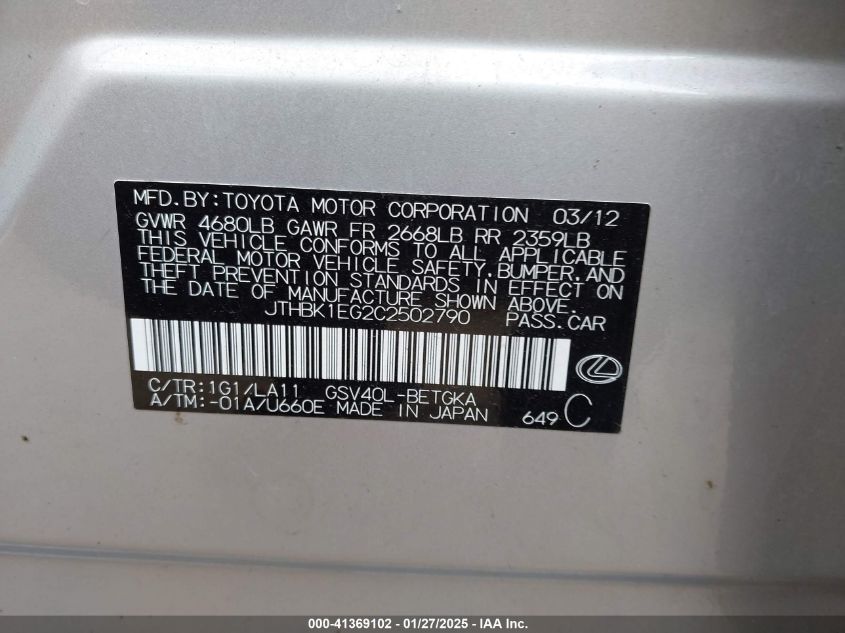 MFD.BY:TOYOTA MOTOR CORPORATION 03/12
GVWR 4680LB GAWR FR 2668LB RR 2359LB
THIS VEHICLE CONFORMS TO ALL APPLICABLE
FEDERAL MOTOR VEHICLE SAFETY,BUMPER,AND
THEFT PREVENTION STANDARDS IN EFFECT ON
THE DATE OF MANUFACTURE SHOWN ABOVE.
JTHBK1EG2C2502790 PASS.CAR
C/TR:1G1/LA11 GSV40L-BETGKA
A/TM:-01A/U660E MADE IN JAPAN 649 C
000-41369102 - 01/27/2025 - IAA Inc.